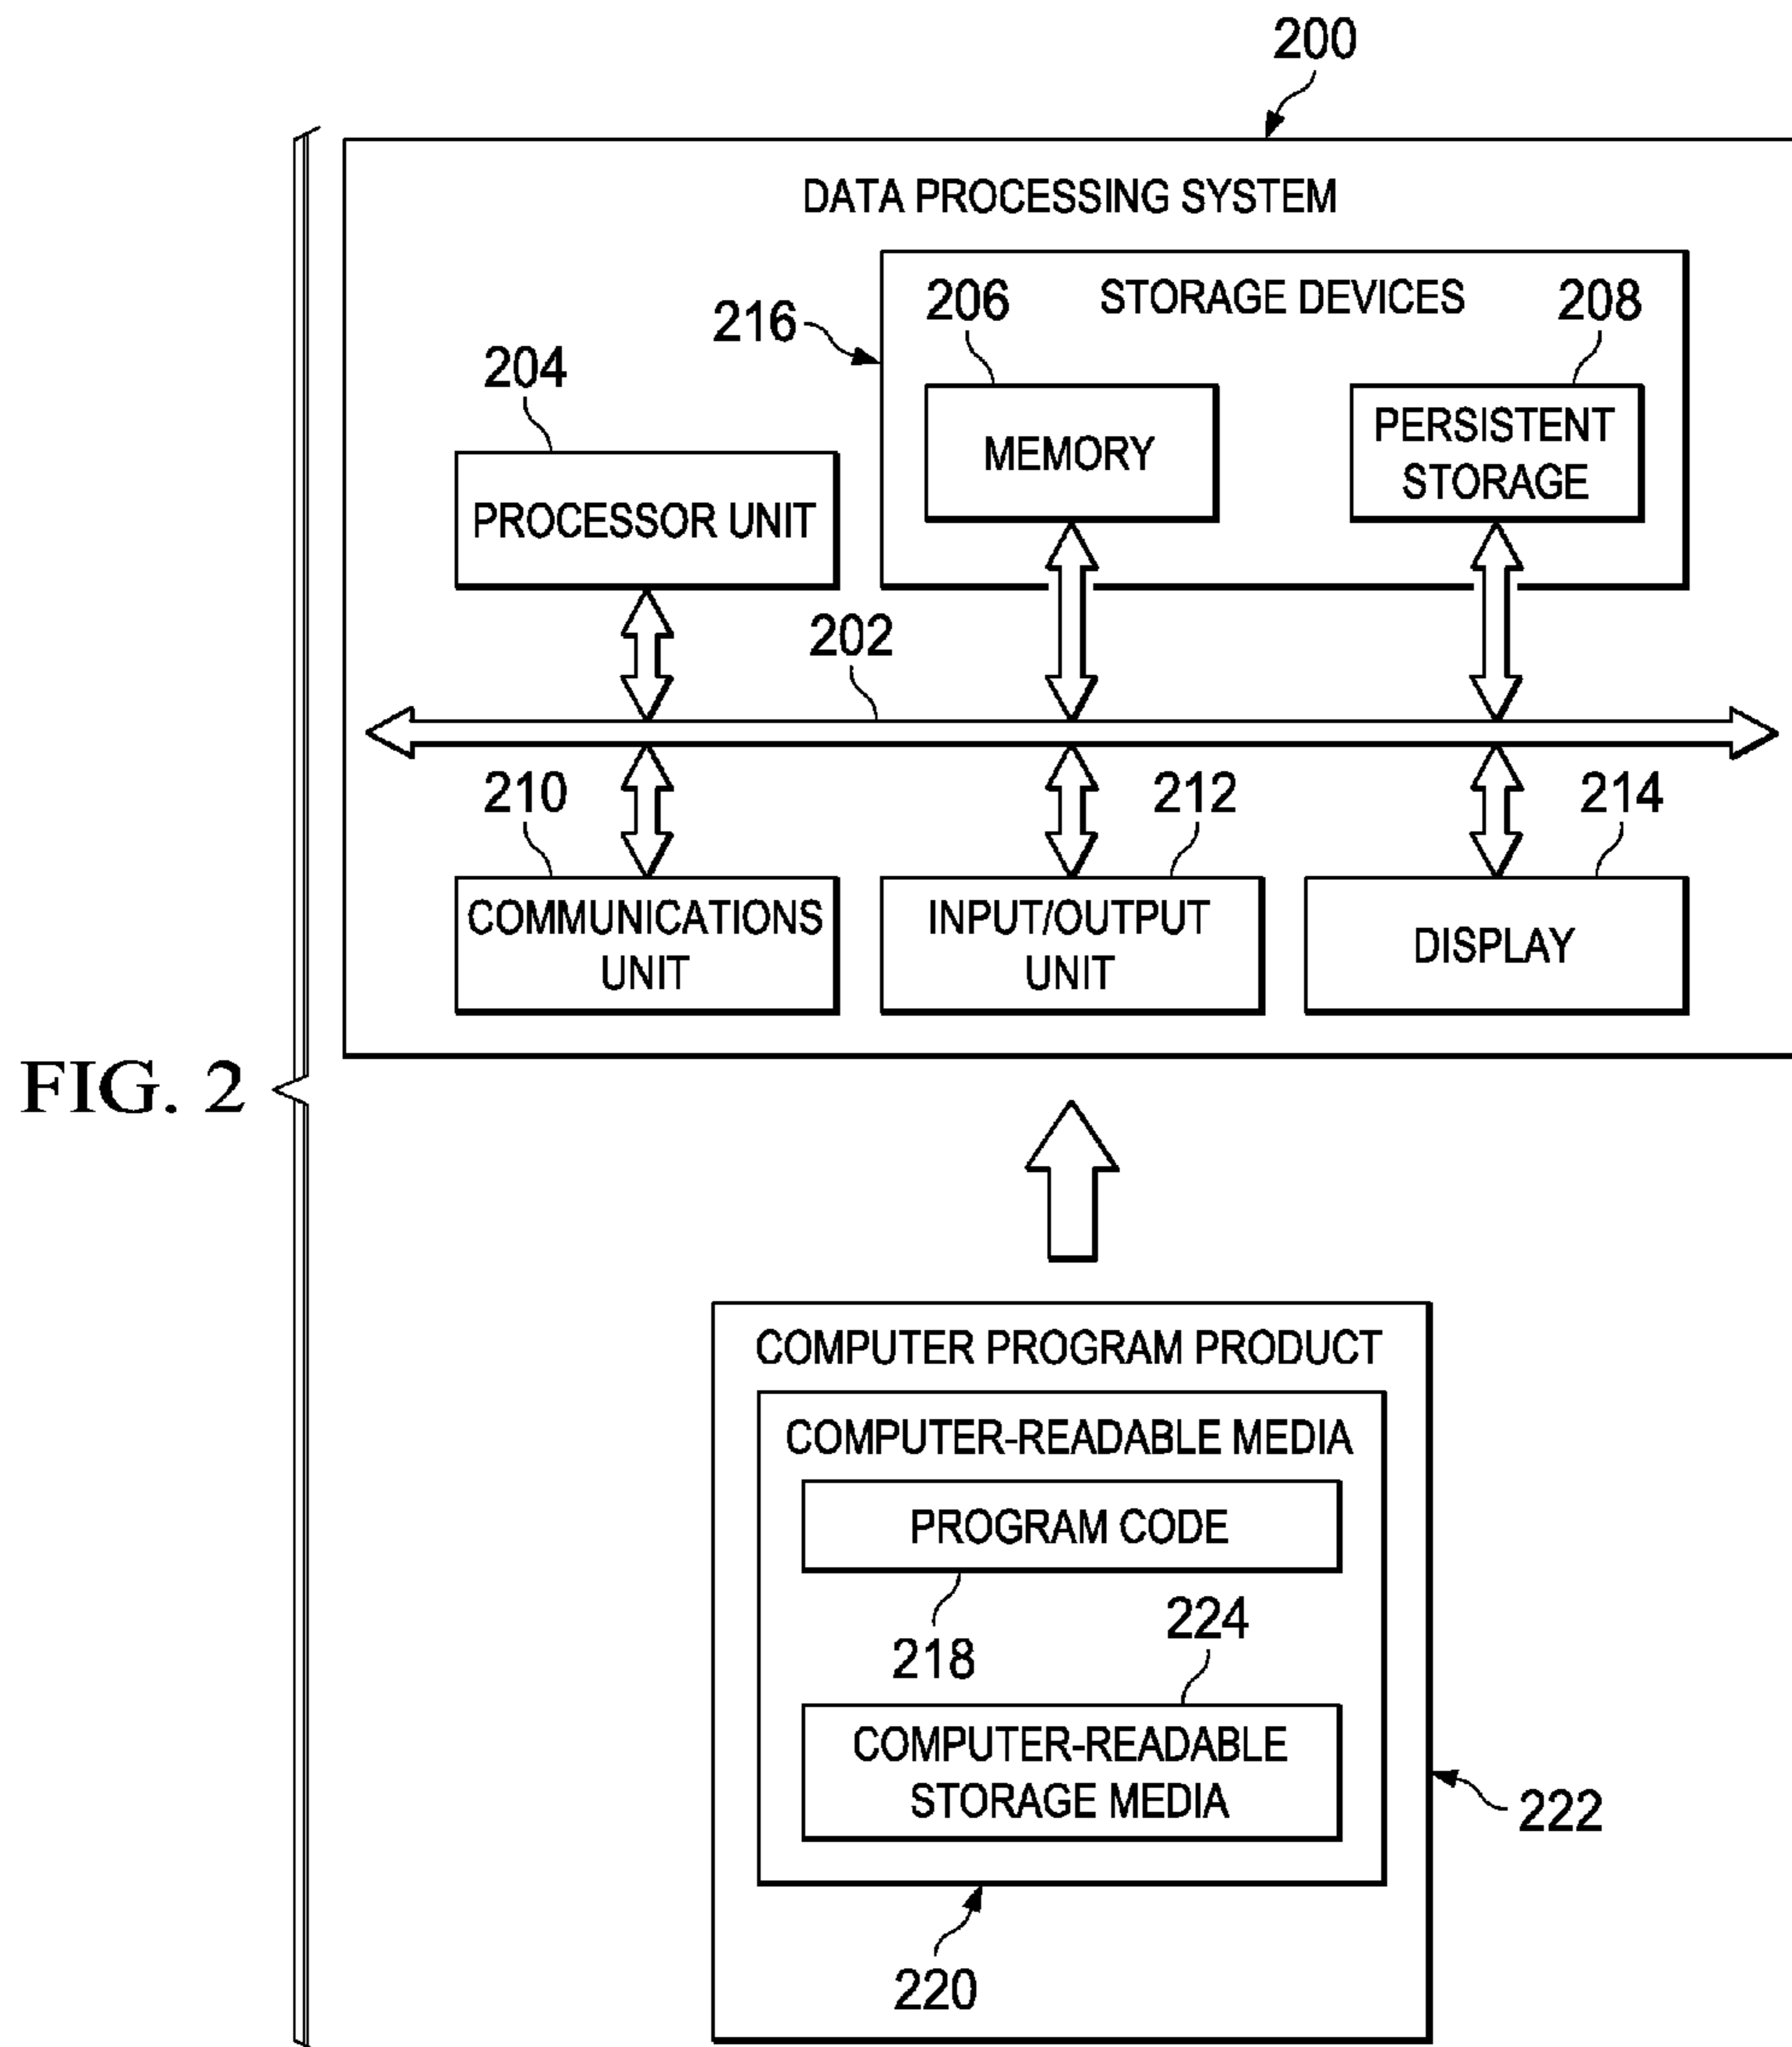 200
DATA PROCESSING SYSTEM
STORAGE DEVICES
206
208
216
204
MEMORY
PERSISTENT
STORAGE
PROCESSOR UNIT
202
210
212
214
COMMUNICATIONS
UNIT
INPUT/OUTPUT
UNIT
DISPLAY
FIG. 2
COMPUTER PROGRAM PRODUCT
COMPUTER-READABLE MEDIA
PROGRAM CODE
218
224
COMPUTER-READABLE
STORAGE MEDIA
222
220